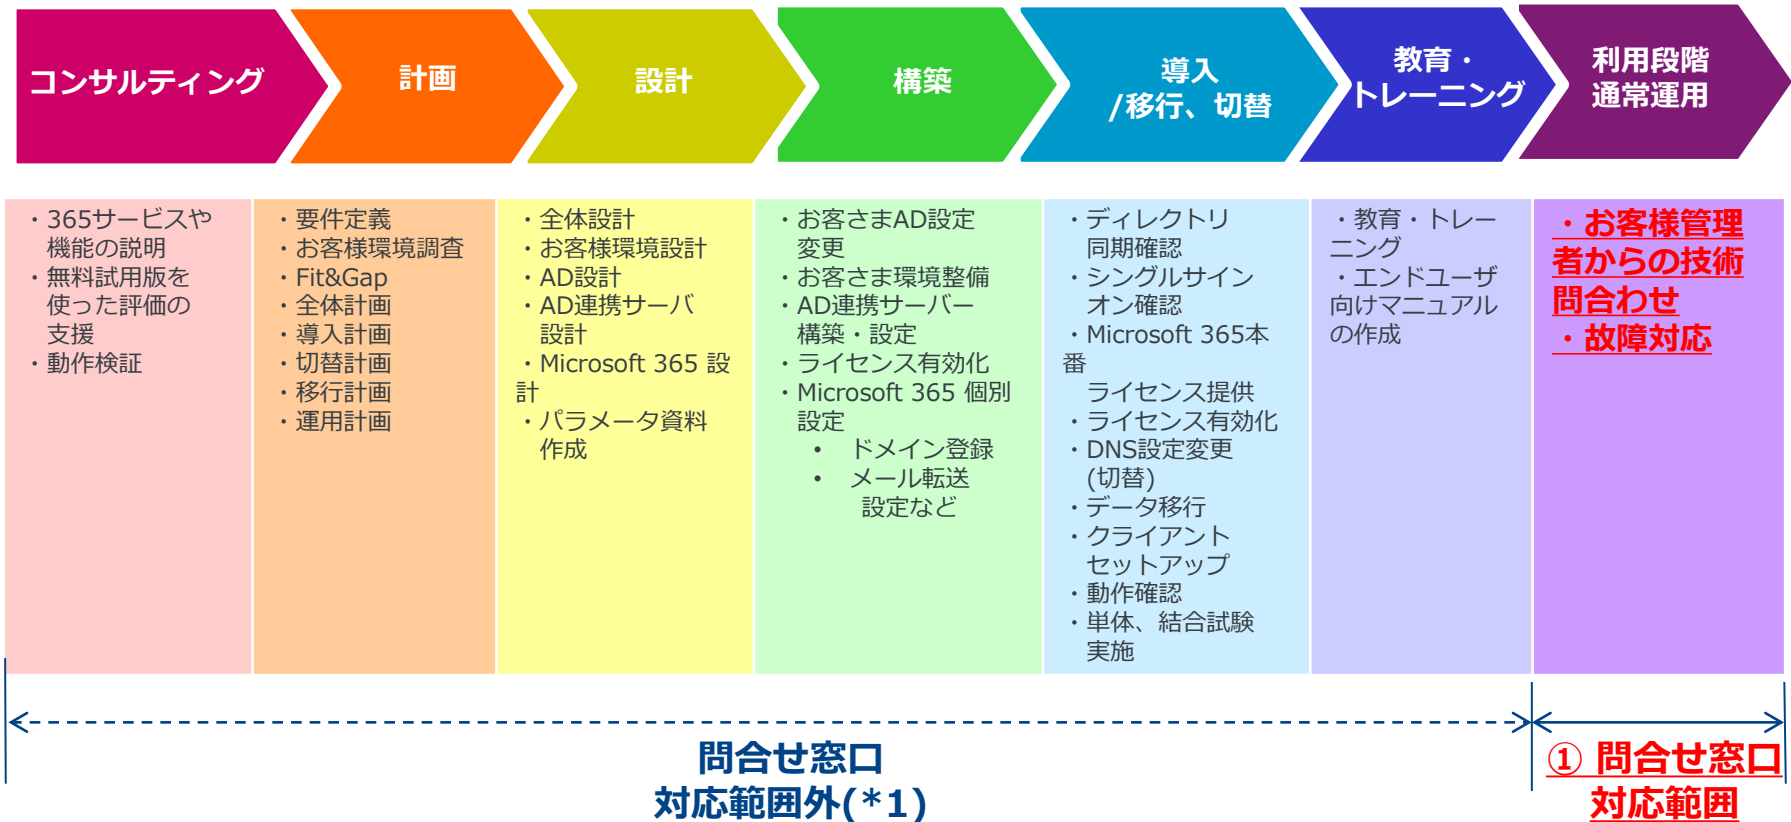 コンサルティング
計画
設計
構築
導入
/移行、切替
教育・
トレーニング
利用段階
通常運用
・365サービスや
機能の説明
・無料試用版を
使った評価の
支援
・動作検証
・要件定義
・お客様環境調査
・Fit&Gap
・全体計画
・導入計画
・切替計画
・移行計画
・運用計画
・全体設計
・お客様環境設計
・AD設計
・AD連携サーバ
設計
・Microsoft 365 設
計
・パラメータ資料
作成
・お客さまAD設定
変更
・お客さま環境整備
・AD連携サーバー
構築・設定
・ライセンス有効化
・Microsoft 365 個別
設定
• ドメイン登録
• メール転送
設定など
・ディレクトリ
同期確認
・シングルサイン
オン確認
・Microsoft 365本
番
ライセンス提供
・ライセンス有効化
・DNS設定変更
(切替)
・データ移行
・クライアント
セットアップ
・動作確認
・単体、結合試験
実施
・教育・トレー
ニング
・エンドユーザ
向けマニュアル
の作成
・お客様管理
者からの技術
問合わせ
・故障対応
問合せ窓口
対応範囲外(*1)
① 問合せ窓口
対応範囲